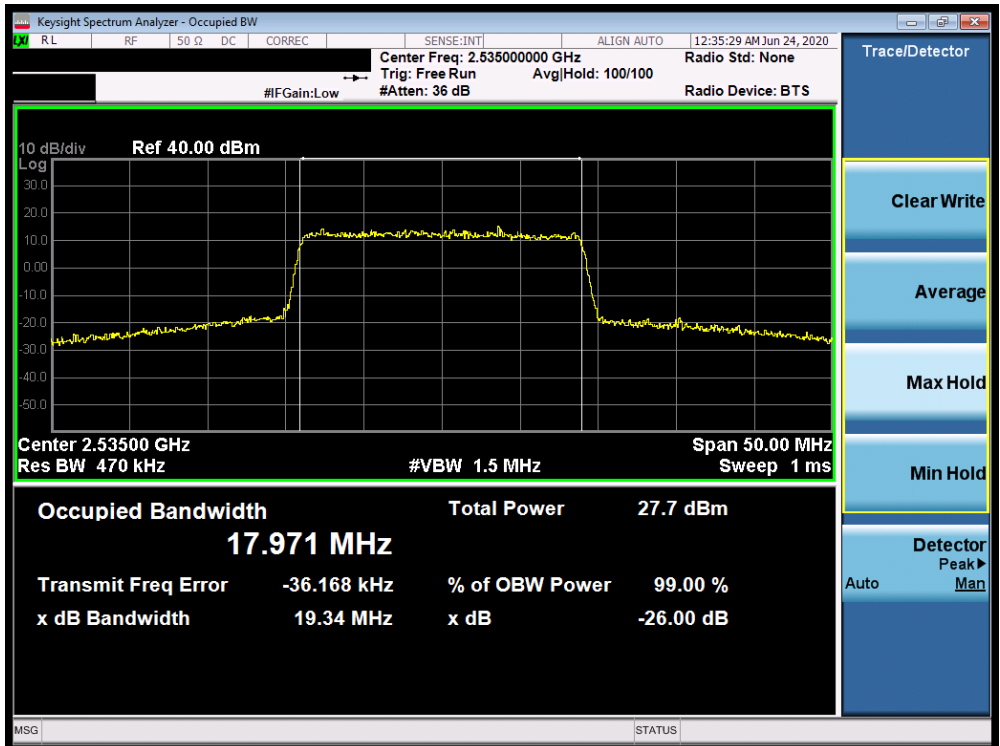 Keysight Spectrum Analyzer - Occupied BW
LXI RL RF 50 Ω DC CORREC SENSE:INT ALIGN AUTO 12:35:29 AM Jun 24, 2020
Center Freq: 2.535000000 GHz Radio Std: None
Trig: Free Run Avg|Hold: 100/100
#IFGain:Low #Atten: 36 dB Radio Device: BTS
10 dB/div Ref 40.00 dBm
Log
30.0
20.0
10.0
0.00
-10.0
-20.0
-30.0
-40.0
-50.0
Center 2.53500 GHz Span 50.00 MHz
Res BW 470 kHz #VBW 1.5 MHz Sweep 1 ms
Occupied Bandwidth Total Power 27.7 dBm
17.971 MHz
Transmit Freq Error -36.168 kHz % of OBW Power 99.00 %
x dB Bandwidth 19.34 MHz x dB -26.00 dB
MSG STATUS
Trace/Detector
Clear Write
Average
Max Hold
Min Hold
Detector
Peak▶
Auto Man